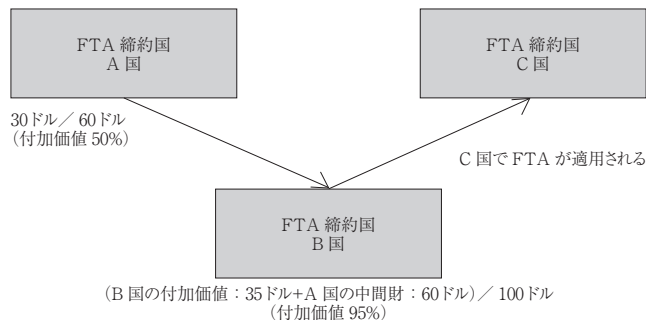 FTA 締約国
A 国
FTA 締約国
C 国
30ドル／ 60ドル
（付加価値 50%）
C 国で FTA が適用される
FTA 締約国
B 国
（B 国の付加価値：35ドル+A 国の中間財：60ドル）／ 100ドル
（付加価値 95%）